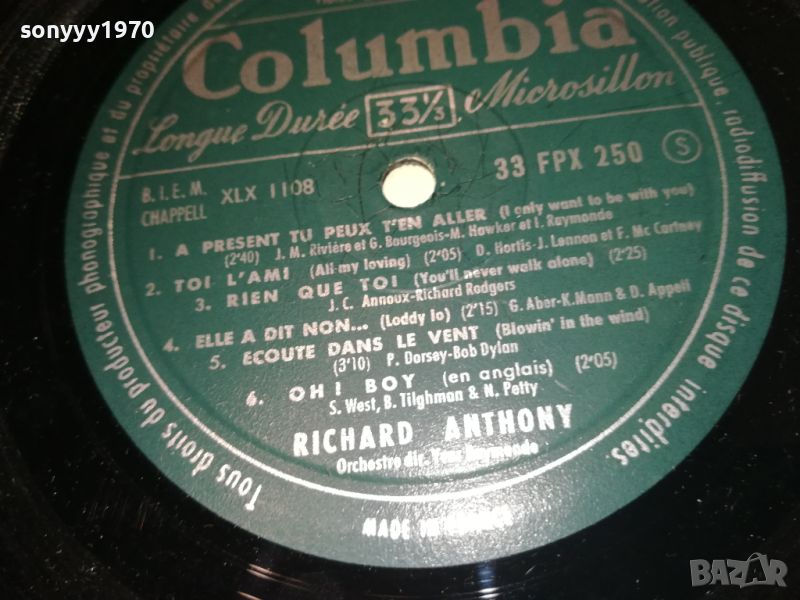 sonyyy1970
Columbia
Longue Durée 33⅓ Microsillon
B.I.E.M.
CHAPPELL
XLX 1108
33 FPX 250
S
1. A PRESENT TU PEUX T'EN ALLER (I only want to be with you)
(2'40) J. M. Rivière et G. Bourgeois-M. Hawker et I. Raymonde
2. TOI L'AMI (All my loving) (2'05) D. Hortis-J. Lennon et F. Mc Cartney
3. RIEN QUE TOI (You'll never walk alone) (2'25)
J. C. Annoux-Richard Rodgers
4. ELLE A DIT NON... (Loddy lo) (2'15) G. Aber-K. Mann & D. Appell
5. ECOUTE DANS LE VENT (Blowin' in the wind)
(3'10) P. Dorsey-Bob Dylan
6. OH! BOY (en anglais) (2'05)
S. West, B. Tilghman & N. Petty
RICHARD ANTHONY
Orchestre dir. Raymonde
MADE IN
Tous droits du producteur phonographique et du propriétaire
publique, radiodiffusion de ce disque interdites.
BAZAR